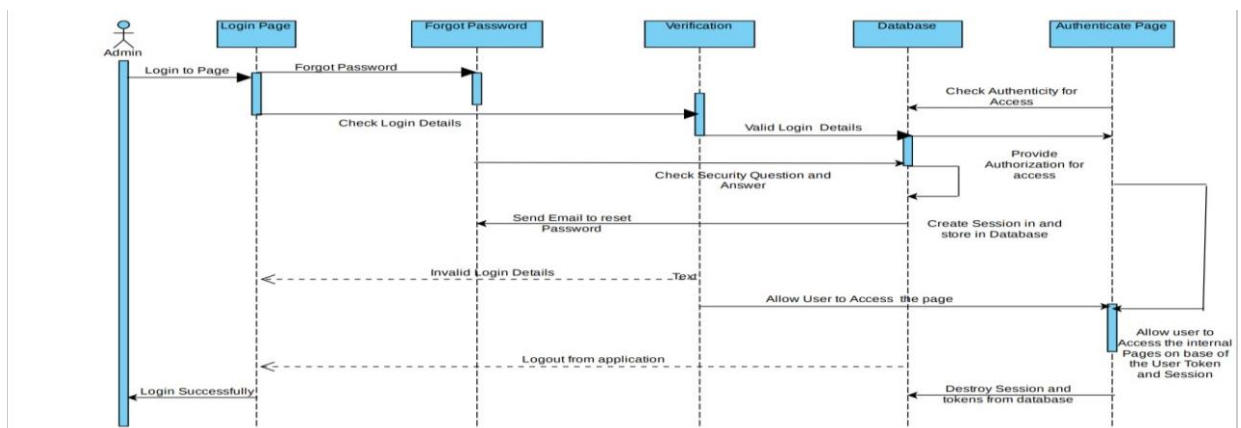 Login Page
Forgot Password
Verification
Database
Authenticate Page
Admin
Login to Page
Forgot Password
Check Authenticity for
Access
Check Login Details
Valid Login Details
Provide
Authorization for
access
Check Security Question and
Answer
Send Email to reset
Password
Create Session in and
store in Database
Invalid Login Details
Text
Allow User to Access the page
Allow user to
Access the internal
Pages on base of
the User Token
and Session
Logout from application
Login Successfully
Destroy Session and
tokens from database